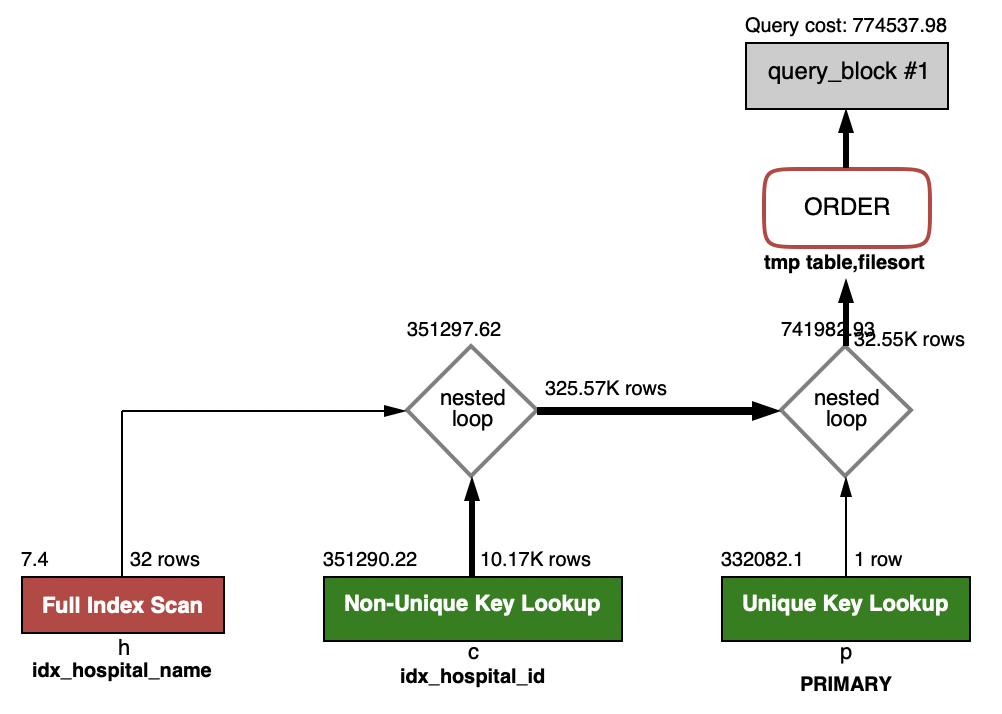 Query cost: 774537.98
query_block #1
ORDER
tmp table,filesort
351297.62
741982.93
32.55K rows
nested
loop
325.57K rows
nested
loop
7.4
32 rows
351290.22
10.17K rows
332082.1
1 row
Full Index Scan
Non-Unique Key Lookup
Unique Key Lookup
h
c
p
idx_hospital_name
idx_hospital_id
PRIMARY